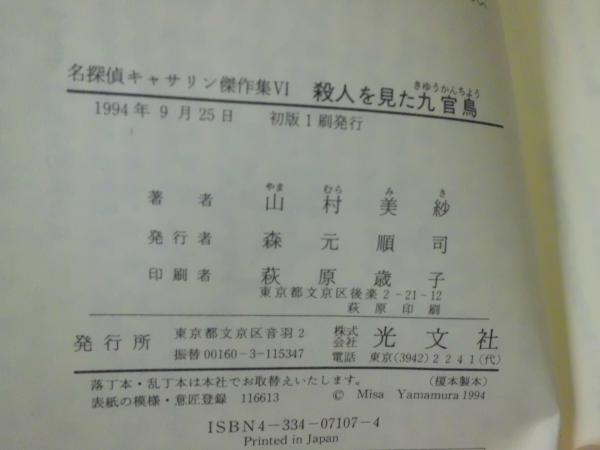 名探偵キャサリン傑作集VI 殺人を見た九官鳥
きゆうかんちよう
1994年9月25日 初版1刷発行
やま むら み さ
著者 山村美紗
発行者 森元順司
印刷者 萩原歳子
東京都文京区後楽2-21-12
萩原印刷
発行所 東京都文京区音羽2 株式会社 光文社
振替00160-3-115347 電話 東京(3942)2241(代)
落丁本・乱丁本は本社でお取替えいたします。 (榎本製本)
表紙の模様・意匠登録 116613 © Misa Yamamura 1994
ISBN4-334-07107-4
Printed in Japan